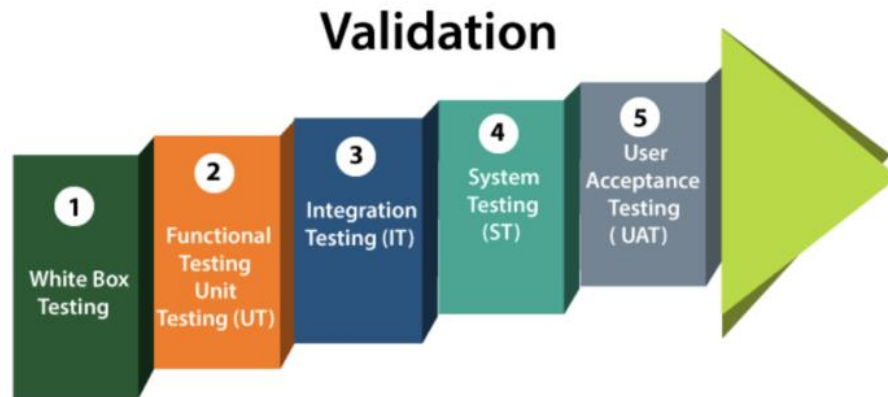 Validation
1
White Box
Testing
2
Functional
Testing
Unit
Testing (UT)
3
Integration
Testing (IT)
4
System
Testing
(ST)
5
User
Acceptance
Testing
( UAT)